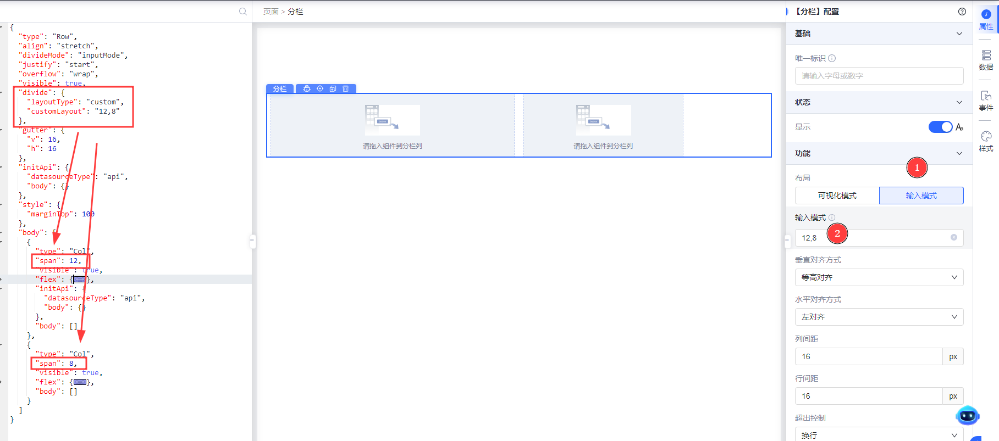 页面 > 分栏
{
"type": "Row",
"align": "stretch",
"divideMode": "inputMode",
"justify": "start",
"overflow": "wrap",
"visible": true,
"divide": {
"layoutType": "custom",
"customLayout": "12,8"
},
"gutter": {
"v": 16,
"h": 16
},
"initApi": {
"datasourceType": "api",
"body": {}
},
"style": {
"marginTop": 100
},
"body": [
{
"type": "Col",
"span": 12,
"visible": true,
"flex": {},
"initApi": {
"datasourceType": "api",
"body": {}
},
"body": []
},
{
"type": "Col",
"span": 8,
"visible": true,
"flex": {},
"body": []
}
]
}
分栏
请拖入组件到分栏列
请拖入组件到分栏列
【分栏】配置
基础
唯一标识
请输入字母或数字
状态
显示
功能
1
布局
可视化模式
输入模式
输入模式
2
12,8
垂直对齐方式
等高对齐
水平对齐方式
左对齐
列间距
16 px
行间距
16 px
超出控制
换行
属性
数据
事件
样式